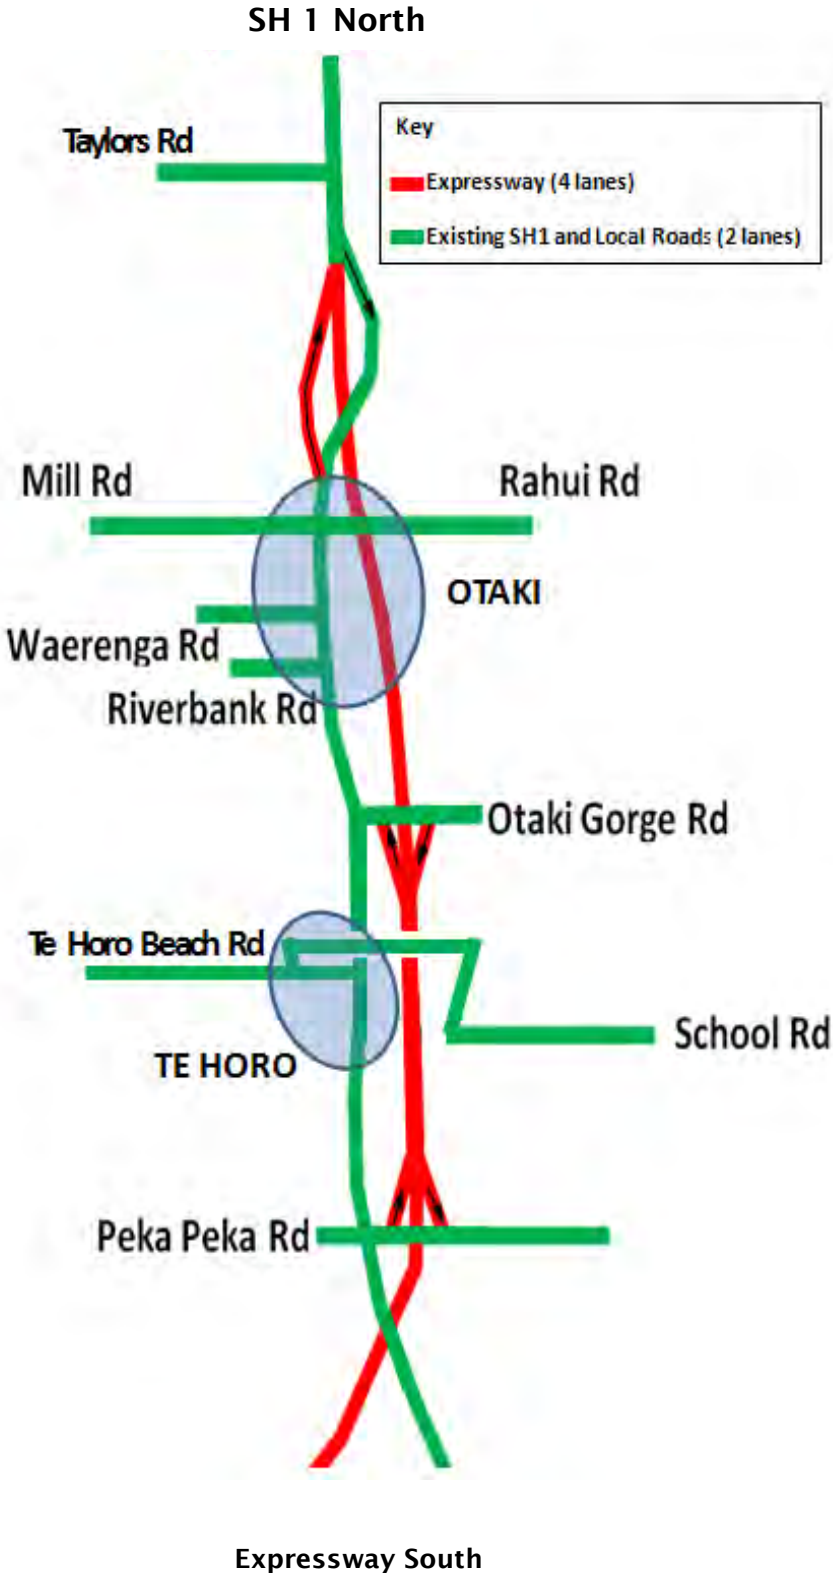 SH 1 North
Taylors Rd
Key
Expressway (4 lanes)
Existing SH1 and Local Roads (2 lanes)
Mill Rd
Rahui Rd
OTAKI
Waerenga Rd
Riverbank Rd
Otaki Gorge Rd
Te Horo Beach Rd
School Rd
TE HORO
Peka Peka Rd
Expressway South